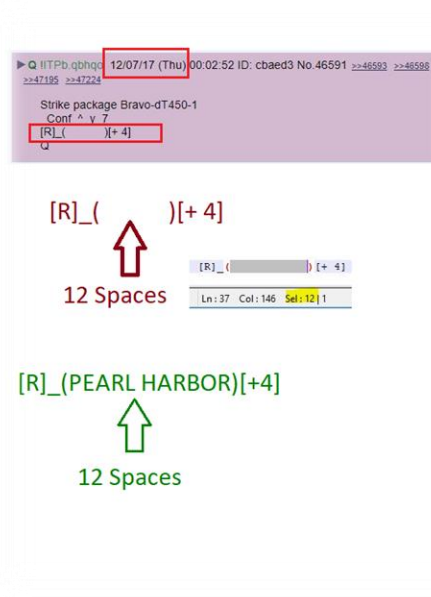 ▶ Q !!ITPb.qbhqo 12/07/17 (Thu) 00:02:52 ID: cbaed3 No.46591 >>46593 >>46598
>>47195 >>47224
Strike package Bravo-dT450-1
Conf ^ y 7
[R]_(            )[+ 4]
Q
[R]_(            )[+ 4]
12 Spaces
[R]_(            )[+ 4]
Ln : 37 Col : 146 Sel : 12 | 1
[R]_(PEARL HARBOR)[+4]
12 Spaces